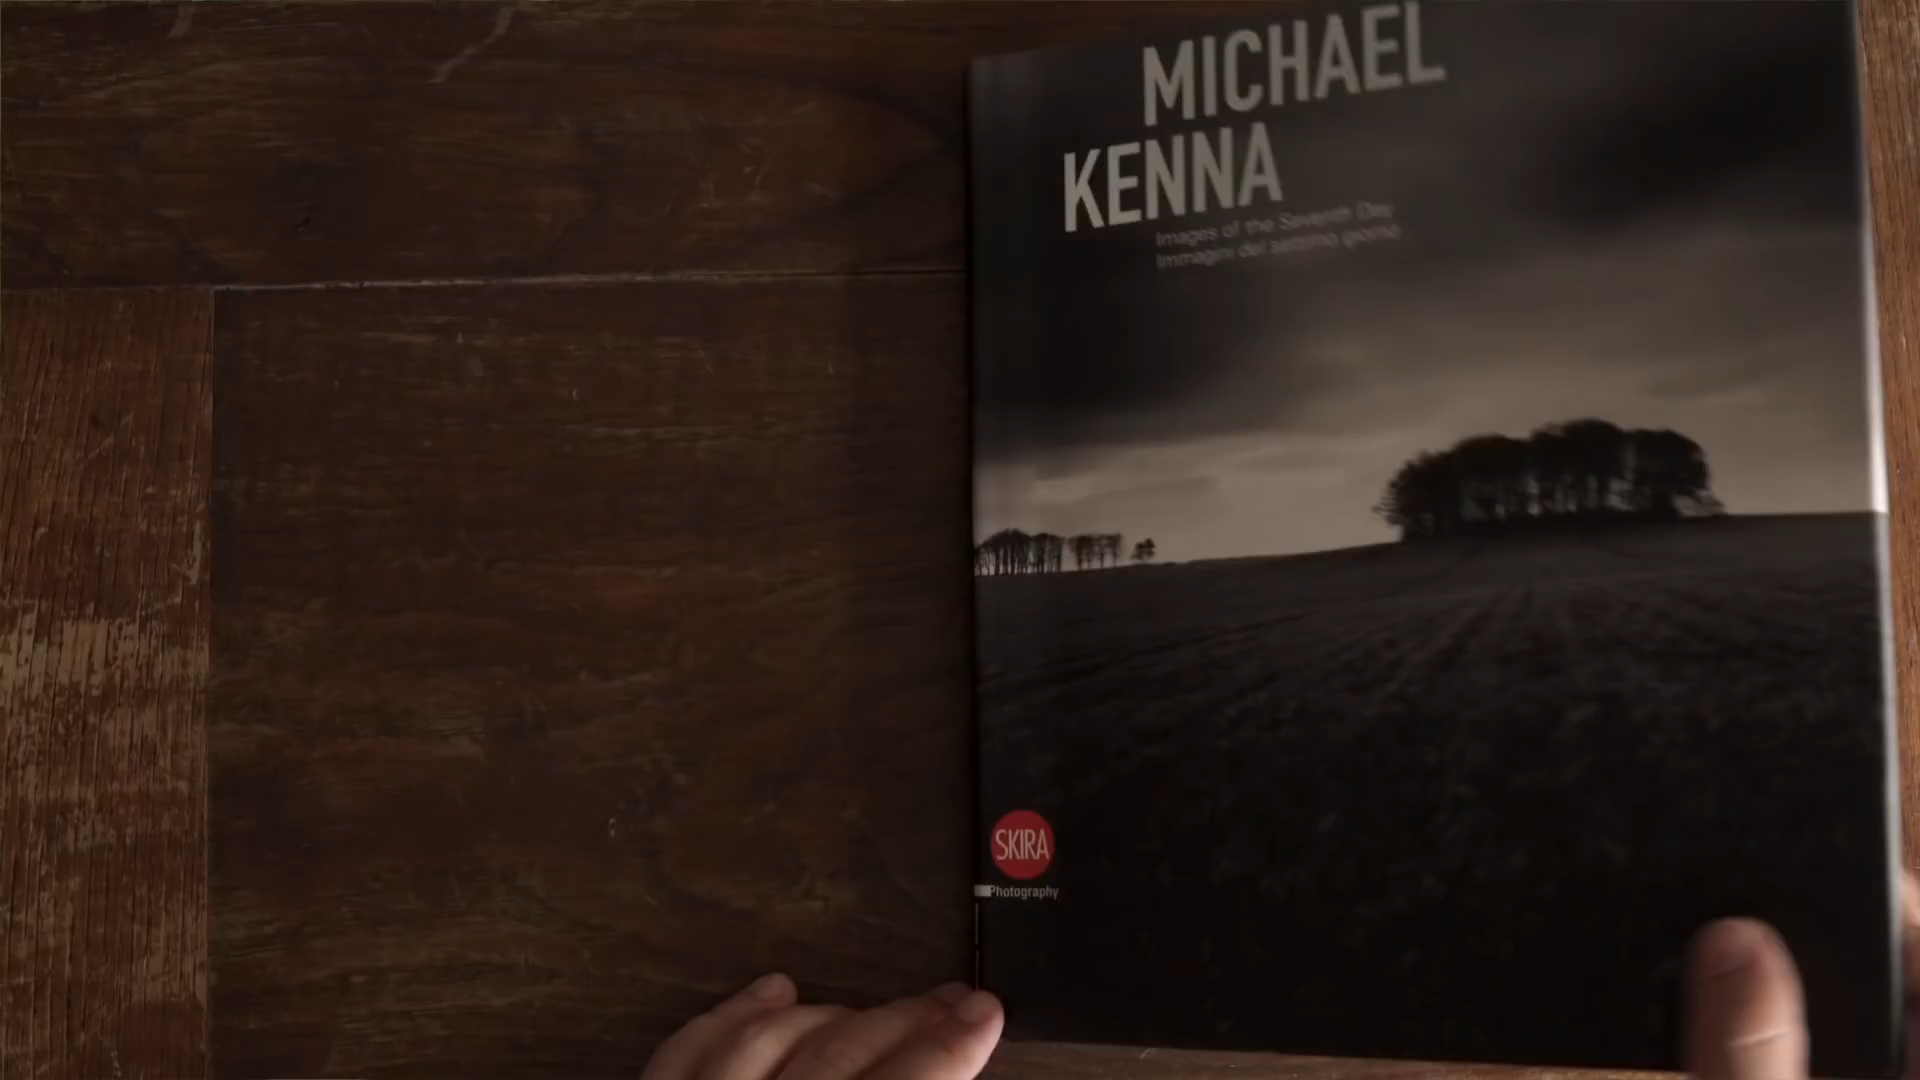 MICHAEL
KENNA
Images of the Seventh Day
Immagini del settimo giorno
SKIRA
Photography